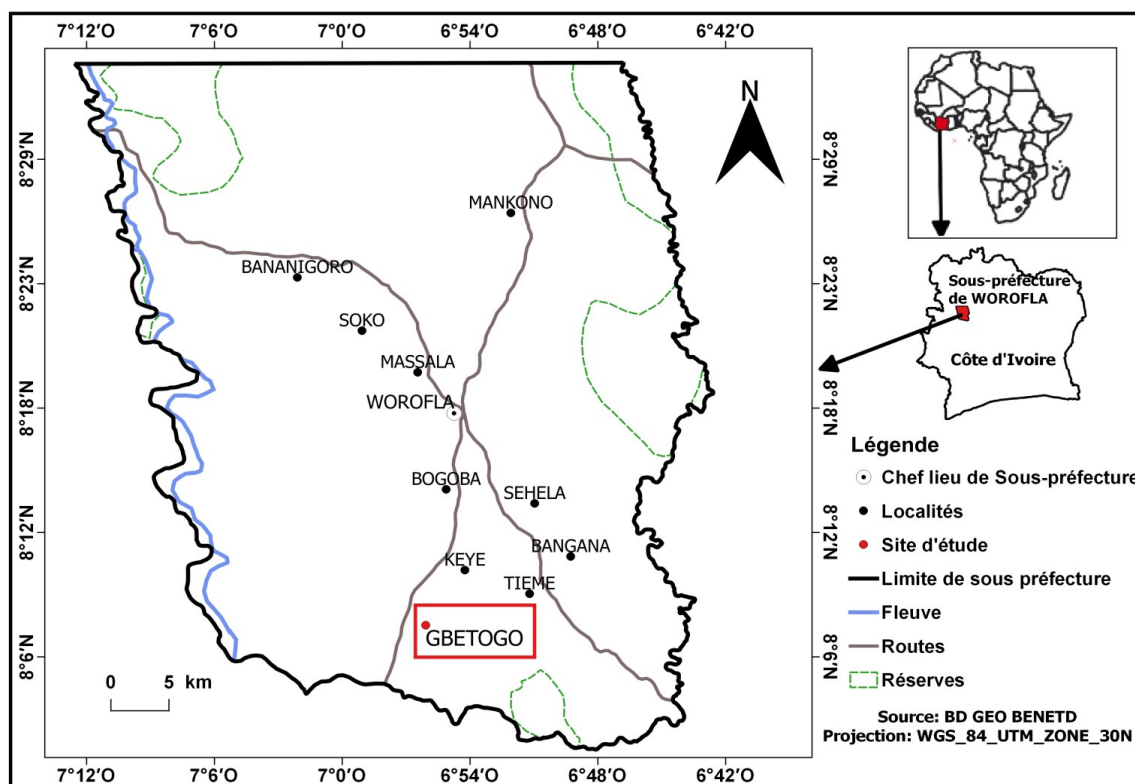 7°12'O 7°6'O 7°0'O 6°54'O 6°48'O 6°42'O
N
8°29'N 8°29'N
MANKONO
BANANIGORO
8°23'N 8°23'N
Sous-préfecture
de WOROFLA
SOKO
Côte d'Ivoire
MASSALA
WOROFLA
8°18'N 8°18'N
BOGOBA
SEHELA
8°12'N 8°12'N
BANGANA
KEYE
TIEME
GBETOGO
8°6'N 8°6'N
0 5 km
7°12'O 7°6'O 7°0'O 6°54'O 6°48'O 6°42'O
Légende
Chef lieu de Sous-préfecture
Localités
Site d'étude
Limite de sous préfecture
Fleuve
Routes
Réserves
Source: BD GEO BENETD
Projection: WGS_84_UTM_ZONE_30N